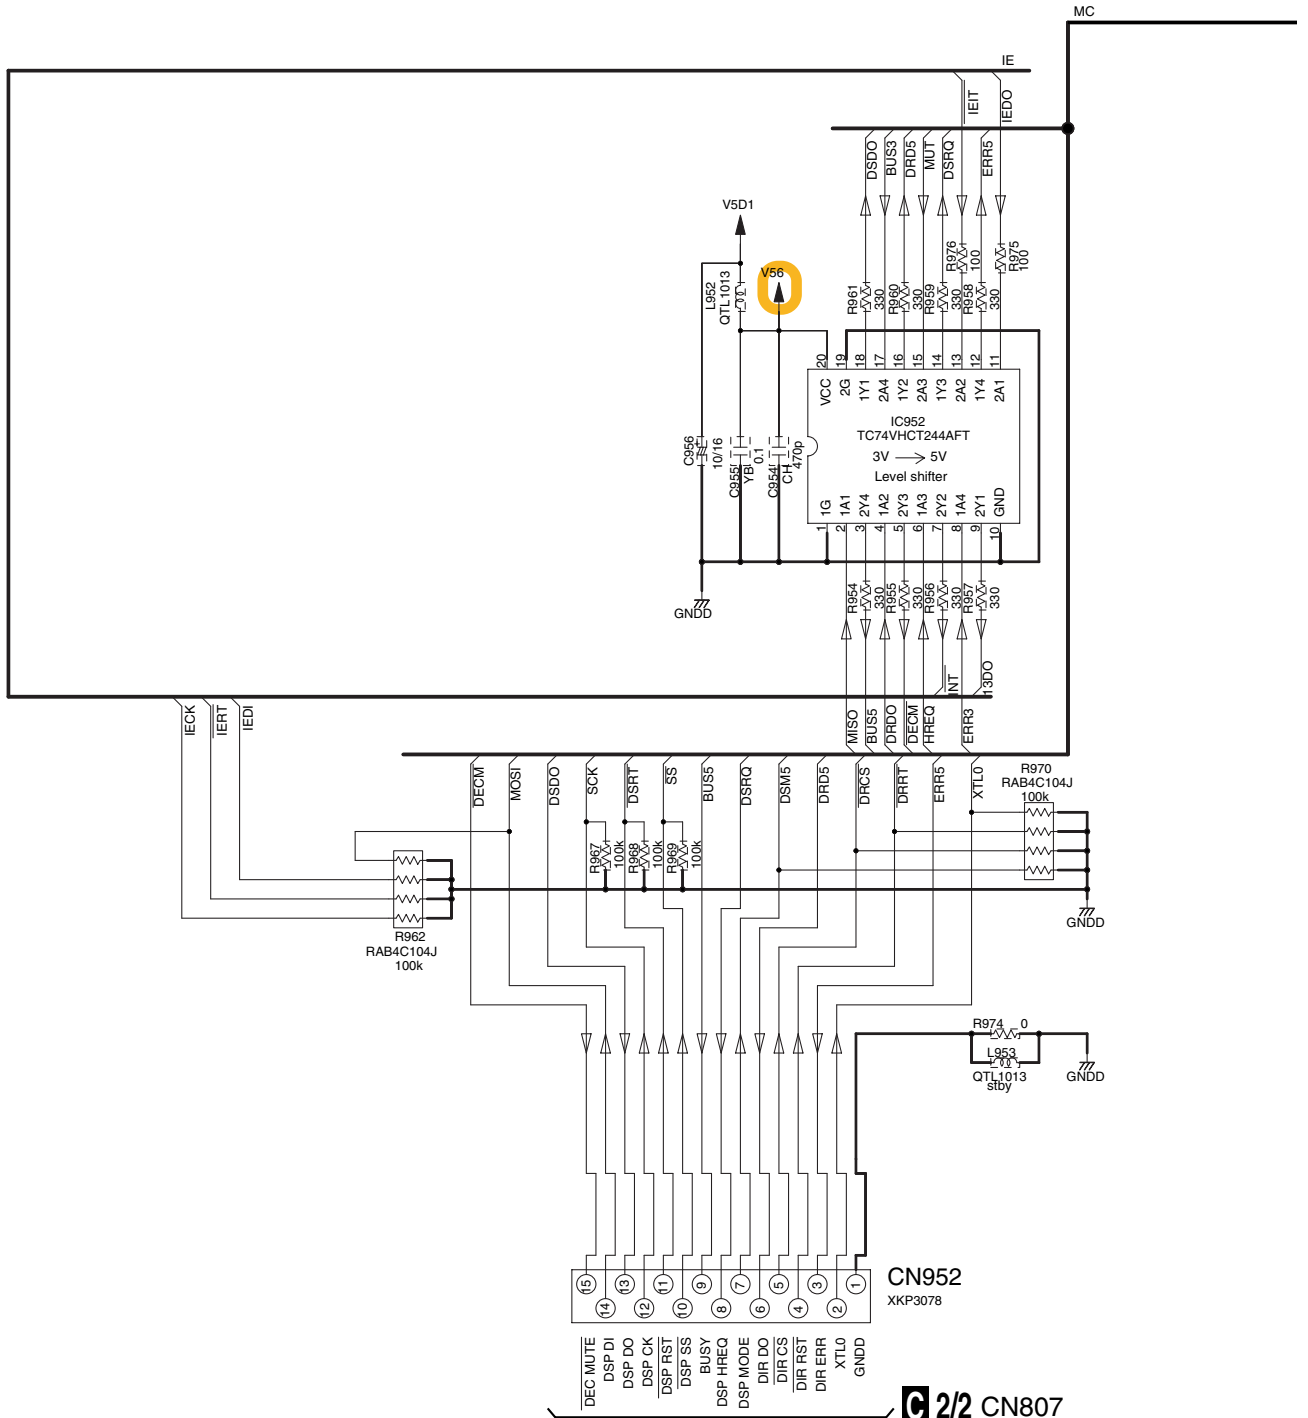 MC
IE
IEIT
IEDO
DSDO
BUS3
DRD5
MUT
DSRQ
ERR5
V5D1
V56
L952
QTL1013
R976
100
R975
100
R961
330
R960
330
R959
330
R958
330
20
19
18
17
16
15
14
13
12
11
VCC
2G
1Y1
2A4
1Y2
2A3
1Y3
2A2
1Y4
2A1
IC952
TC74VHCT244AFT
3V 5V
Level shifter
C956
10/16
C955
YB
0.1
C954
CH
470p
1G
1A1
2Y4
1A2
2Y3
1A3
2Y2
1A4
2Y1
GND
1
2
3
4
5
6
7
8
9
10
R954
330
R955
330
R956
330
R957
330
GNDD
INT
13DO
IECK
IERT
IEDI
MISO
BUS5
DRDO
DECM
HREQ
ERR3
DECM
MOSI
DSDO
SCK
DSRT
SS
BUS5
DSRQ
DSM5
DRD5
DRCS
DRRT
ERR5
XTL0
R970
RAB4C104J
100k
R967
100k
R968
100k
R969
100k
GNDD
R962
RAB4C104J
100k
R974 0
L953
QTL1013
stby
GNDD
15
14
13
12
11
10
9
8
7
6
5
4
3
2
1
CN952
XKP3078
DEC MUTE
DSP DI
DSP DO
DSP CK
DSP RST
DSP SS
BUSY
DSP HREQ
DSP MODE
DIR DO
DIR CS
DIR RST
DIR ERR
XTL0
GNDD
C 2/2 CN807